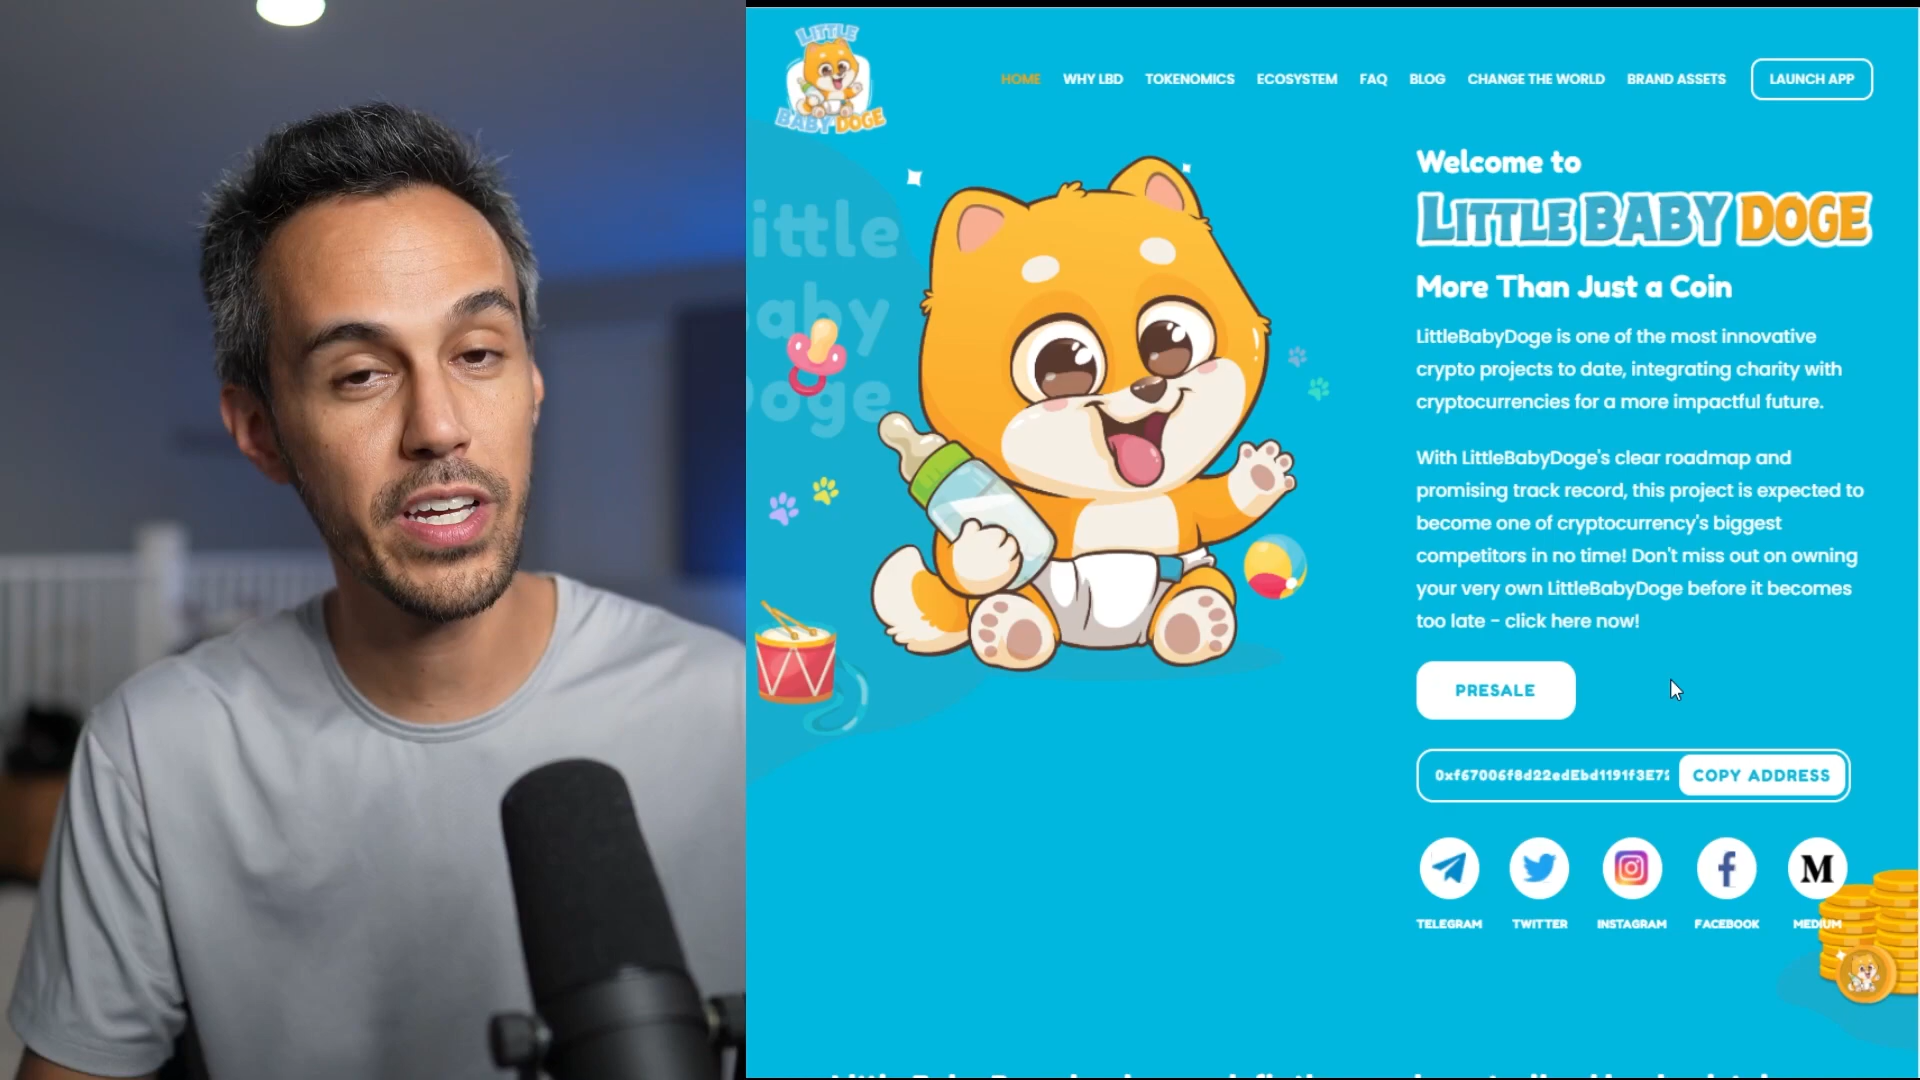 LITTLE
BABY DOGE
HOME
WHY LBD
TOKENOMICS
ECOSYSTEM
FAQ
BLOG
CHANGE THE WORLD
BRAND ASSETS
LAUNCH APP
ittle
aby
oge
Welcome to
LITTLE BABY DOGE
More Than Just a Coin
LittleBabyDoge is one of the most innovative
crypto projects to date, integrating charity with
cryptocurrencies for a more impactful future.
With LittleBabyDoge's clear roadmap and
promising track record, this project is expected to
become one of cryptocurrency's biggest
competitors in no time! Don't miss out on owning
your very own LittleBabyDoge before it becomes
too late - click here now!
PRESALE
0xf67006f8d22edEbd1191f3E7
COPY ADDRESS
M
TELEGRAM
TWITTER
INSTAGRAM
FACEBOOK
MEDIUM